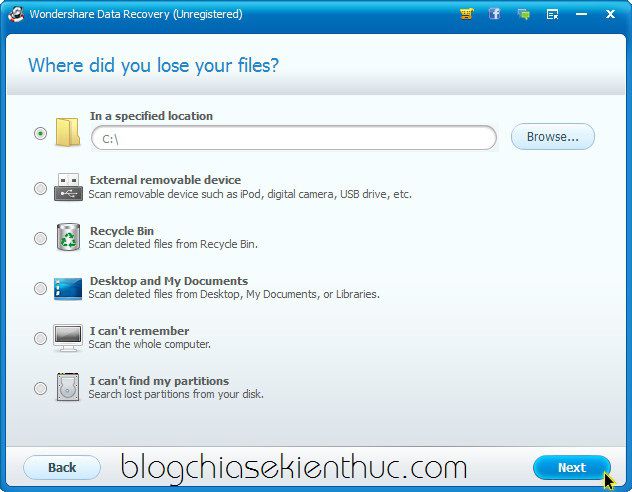 Wondershare Data Recovery (Unregistered)
Where did you lose your files?
In a specified location
C:\
Browse...
External removable device
Scan removable device such as iPod, digital camera, USB drive, etc.
Recycle Bin
Scan deleted files from Recycle Bin.
Desktop and My Documents
Scan deleted files from Desktop, My Documents, or Libraries.
I can't remember
Scan the whole computer.
I can't find my partitions
Search lost partitions from your disk.
Back
blogchiasekienthuc.com
Next